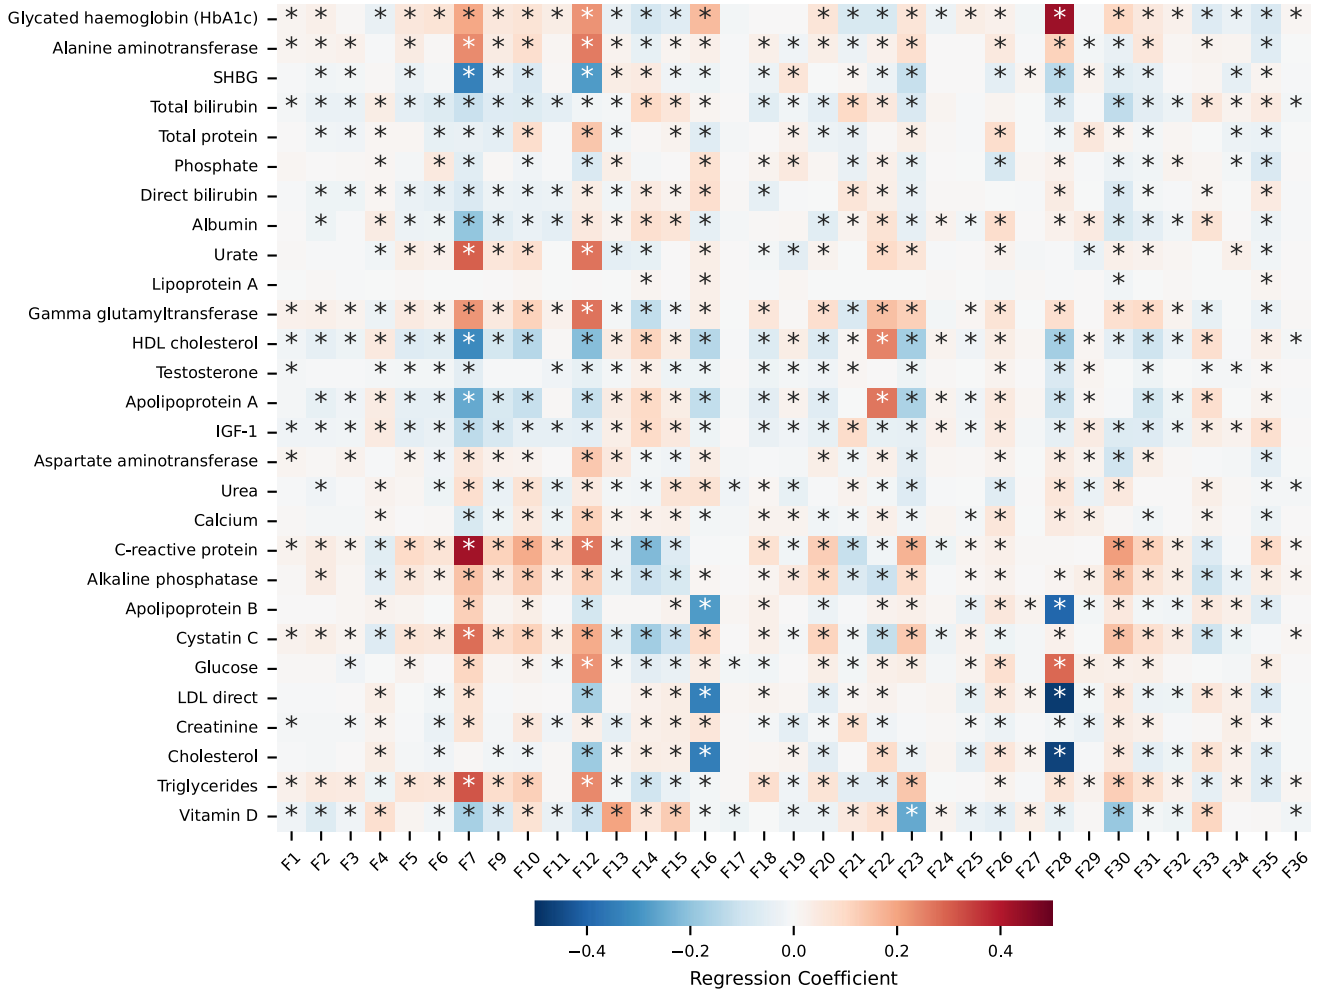 Glycated haemoglobin (HbA1c)
Alanine aminotransferase
SHBG
Total bilirubin
Total protein
Phosphate
Direct bilirubin
Albumin
Urate
Lipoprotein A
Gamma glutamyltransferase
HDL cholesterol
Testosterone
Apolipoprotein A
IGF-1
Aspartate aminotransferase
Urea
Calcium
C-reactive protein
Alkaline phosphatase
Apolipoprotein B
Cystatin C
Glucose
LDL direct
Creatinine
Cholesterol
Triglycerides
Vitamin D
F1 F2 F3 F4 F5 F6 F7 F9 F10 F11 F12 F13 F14 F15 F16 F17 F18 F19 F20 F21 F22 F23 F24 F25 F26 F27 F28 F29 F30 F31 F32 F33 F34 F35 F36
−0.4 −0.2 0.0 0.2 0.4
Regression Coefficient